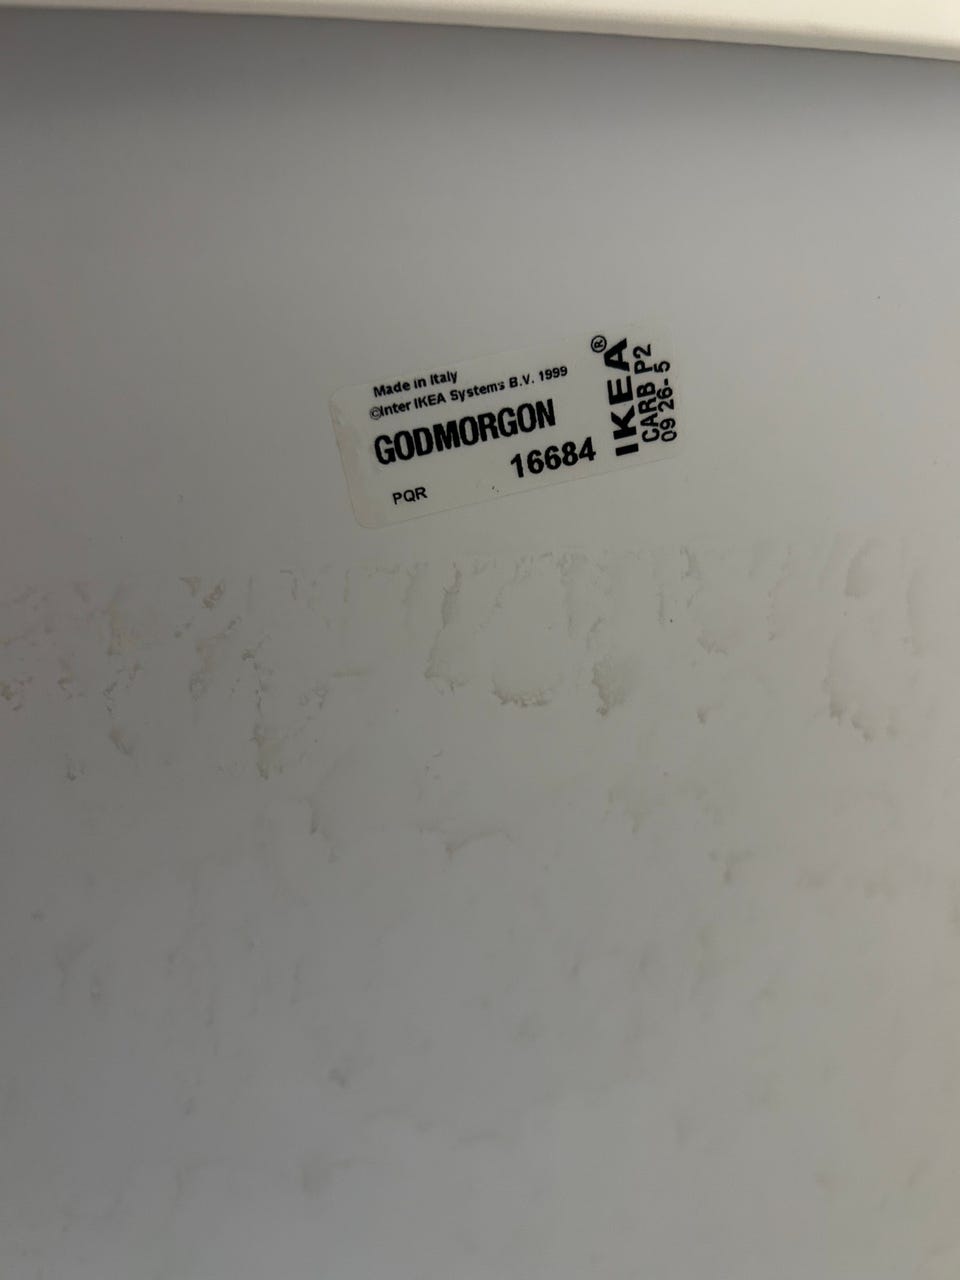 Made in Italy
©Inter IKEA Systems B.V. 1999
GODMORGON
16684
PQR
IKEA®
CARB P2
09 26-5